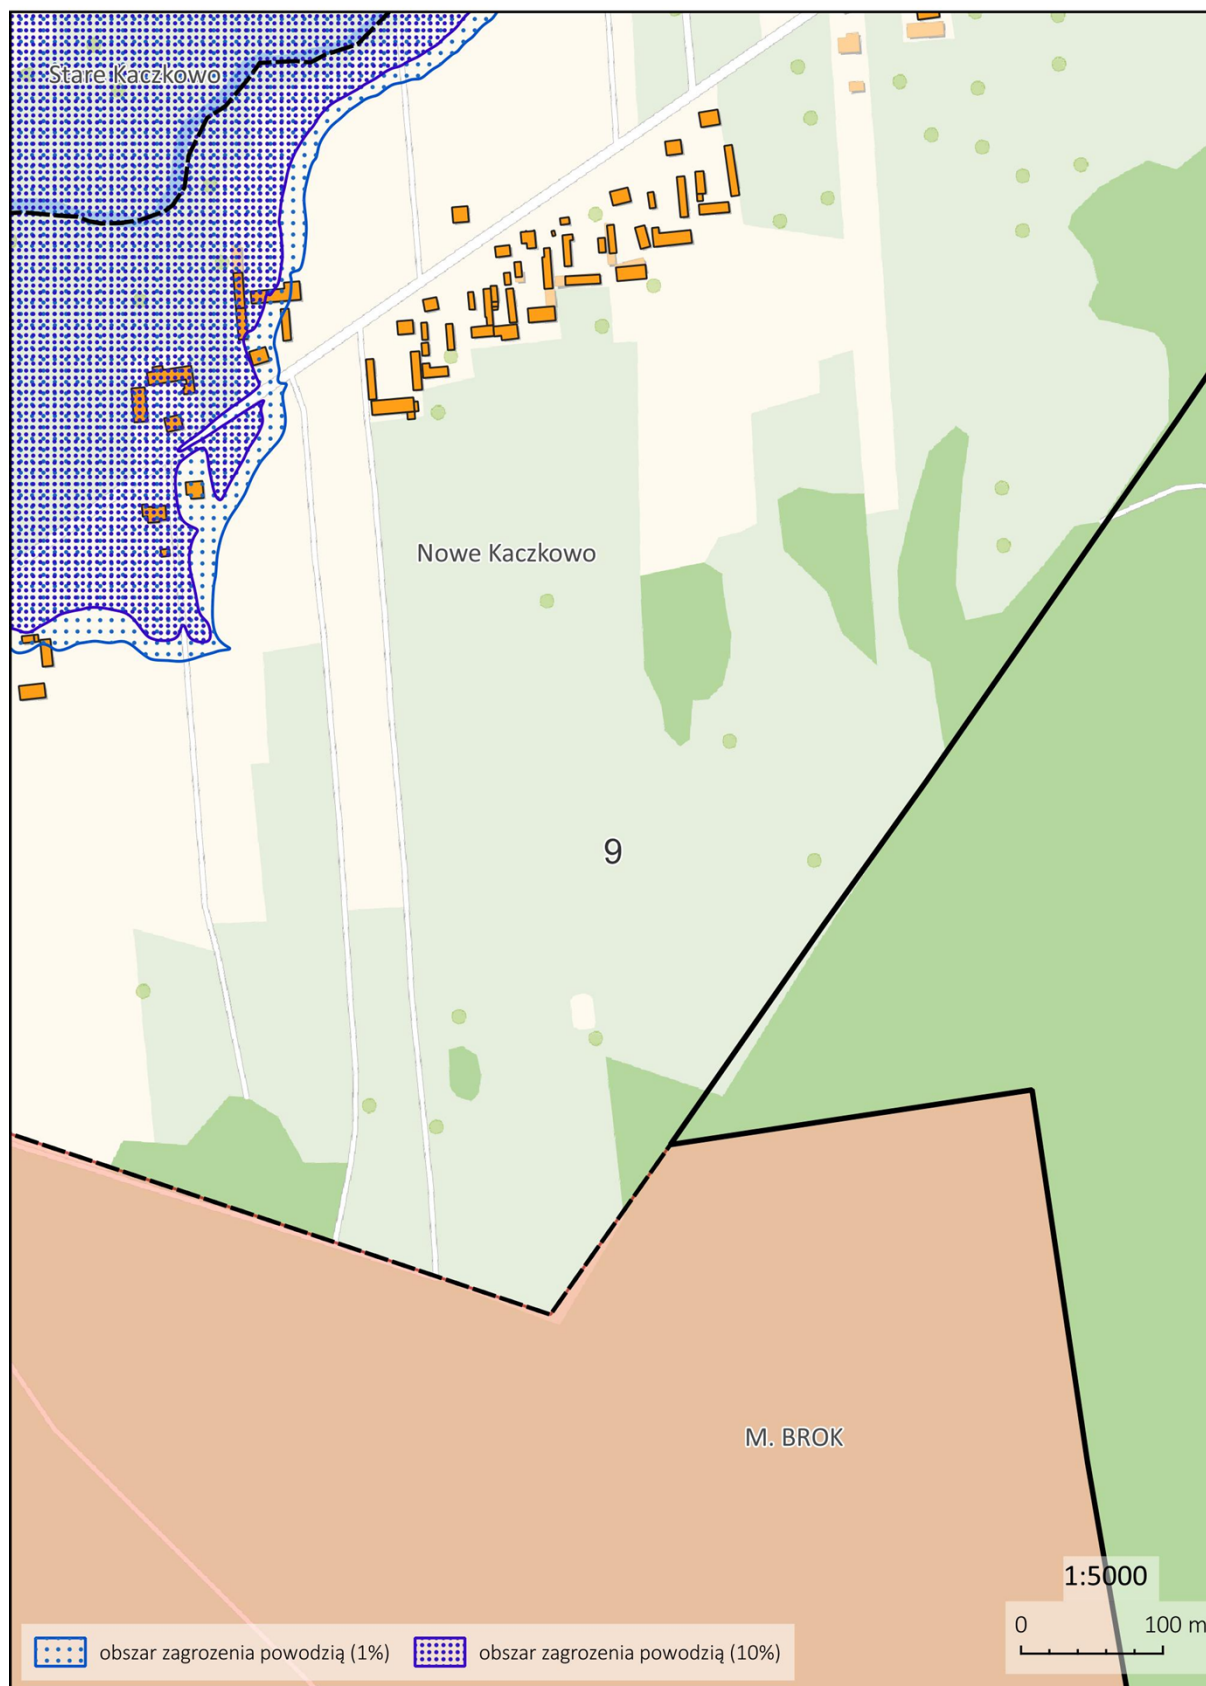 Stare Kaczkowo
Nowe Kaczkowo
9
M. BROK
1:5000
0 100 m
obszar zagrozenia powodzią (1%)
obszar zagrozenia powodzią (10%)